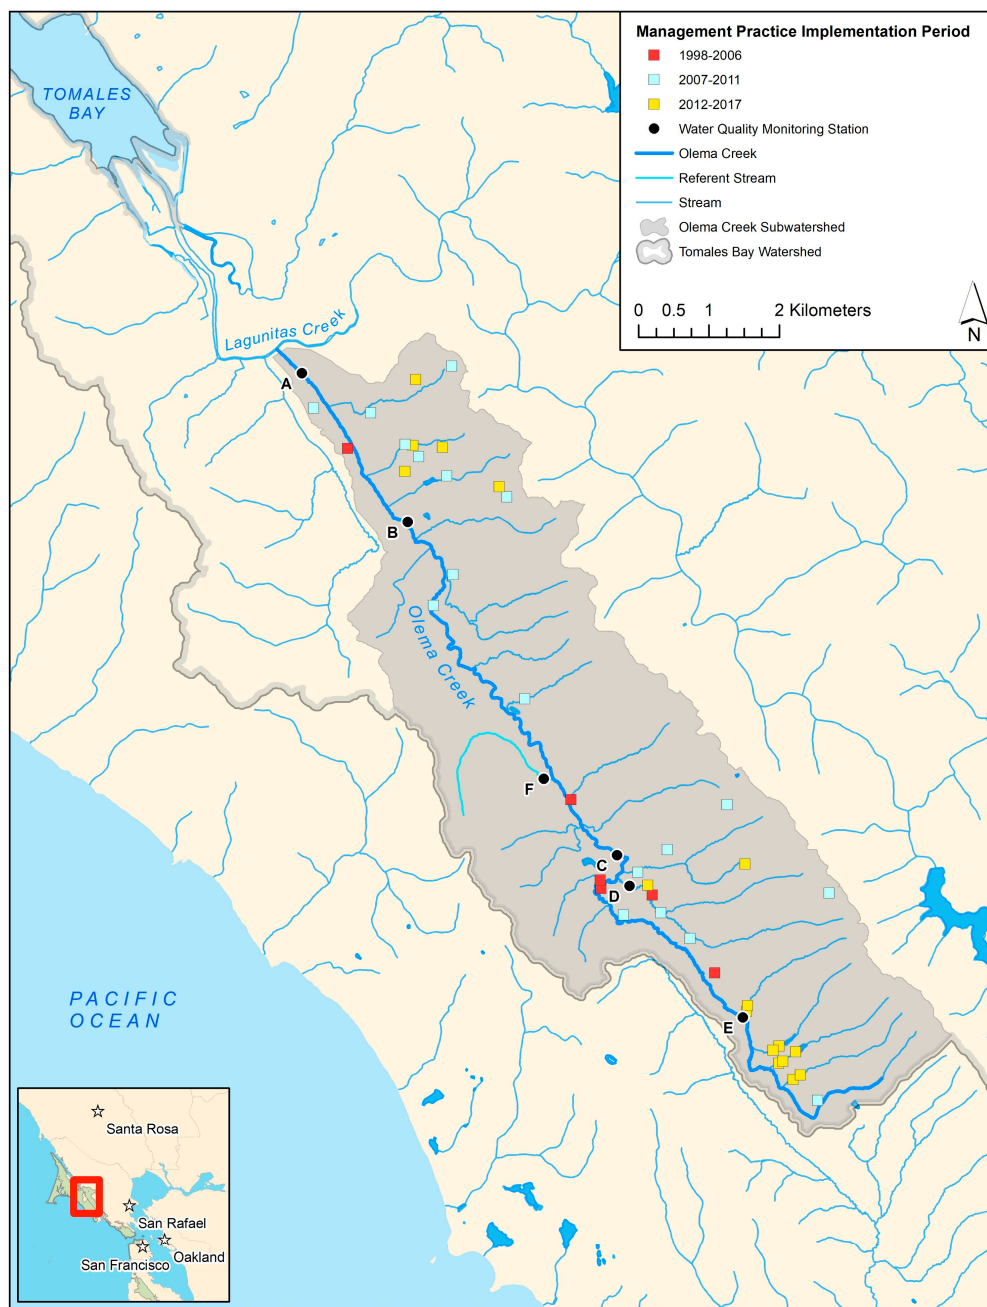 Management Practice Implementation Period
1998-2006
2007-2011
2012-2017
Water Quality Monitoring Station
Olema Creek
Referent Stream
Stream
Olema Creek Subwatershed
Tomales Bay Watershed
0 0.5 1 2 Kilometers
N
TOMALES
BAY
Lagunitas Creek
A
B
Olema Creek
F
C
D
E
PACIFIC
OCEAN
Santa Rosa
San Rafael
Oakland
San Francisco